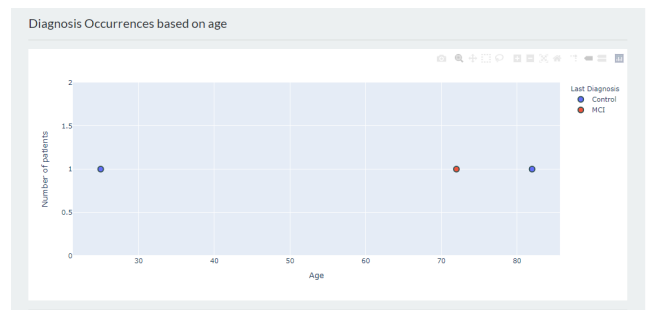 Diagnosis Occurrences based on age
2
1.5
1
0.5
0
Number of patients
30 40 50 60 70 80
Age
Last Diagnosis
Control
MCI